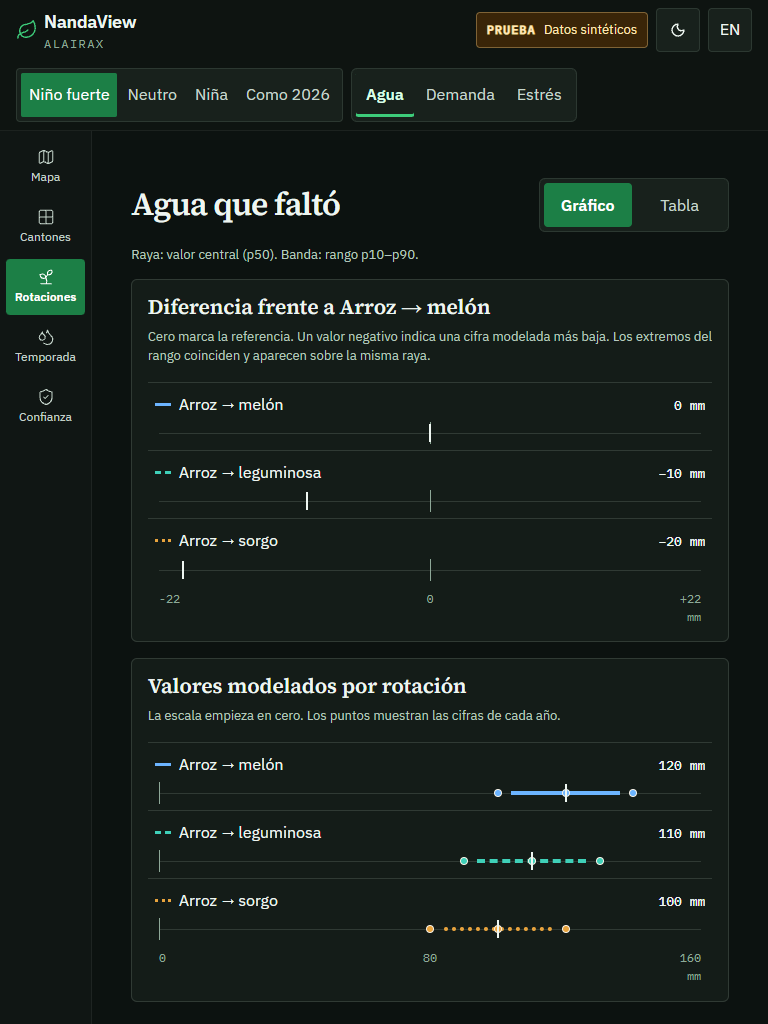 NandaView
ALAIRAX
PRUEBA Datos sintéticos
EN
Niño fuerte Neutro Niña Como 2026
Agua Demanda Estrés
Mapa
Cantones
Rotaciones
Temporada
Confianza
Agua que faltó
Gráfico Tabla
Raya: valor central (p50). Banda: rango p10–p90.
Diferencia frente a Arroz → melón
Cero marca la referencia. Un valor negativo indica una cifra modelada más baja. Los extremos del
rango coinciden y aparecen sobre la misma raya.
Arroz → melón 0 mm
Arroz → leguminosa −10 mm
Arroz → sorgo −20 mm
-22 0 +22
mm
Valores modelados por rotación
La escala empieza en cero. Los puntos muestran las cifras de cada año.
Arroz → melón 120 mm
Arroz → leguminosa 110 mm
Arroz → sorgo 100 mm
0 80 160
mm